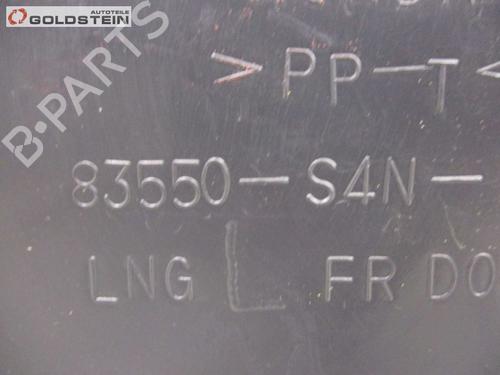 AUTOTEILE
GOLDSTEIN
B-PARTS
>PP-T<
83550-S4N-
LNG L FR DO